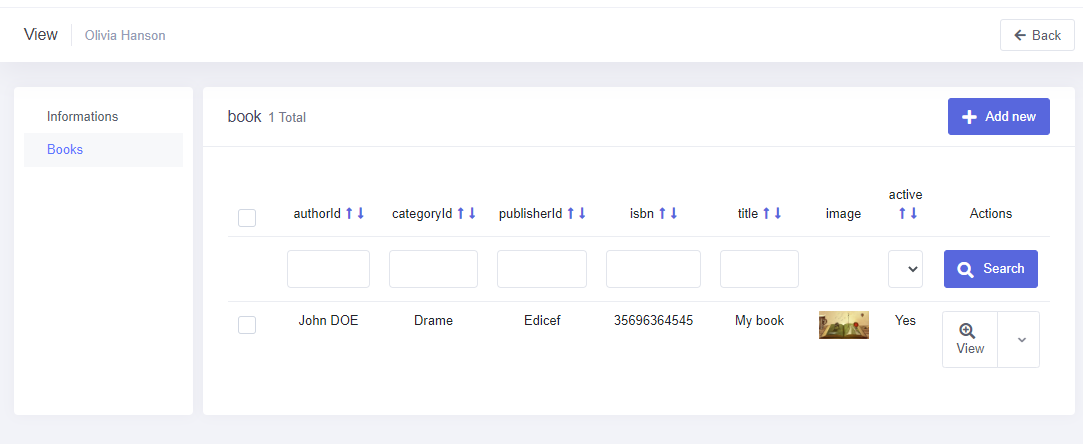 View Olivia Hanson Back
Informations
Books
book 1 Total Add new
authorId categoryId publisherId isbn title image active Actions
Search
John DOE Drame Edicef 35696364545 My book Yes View